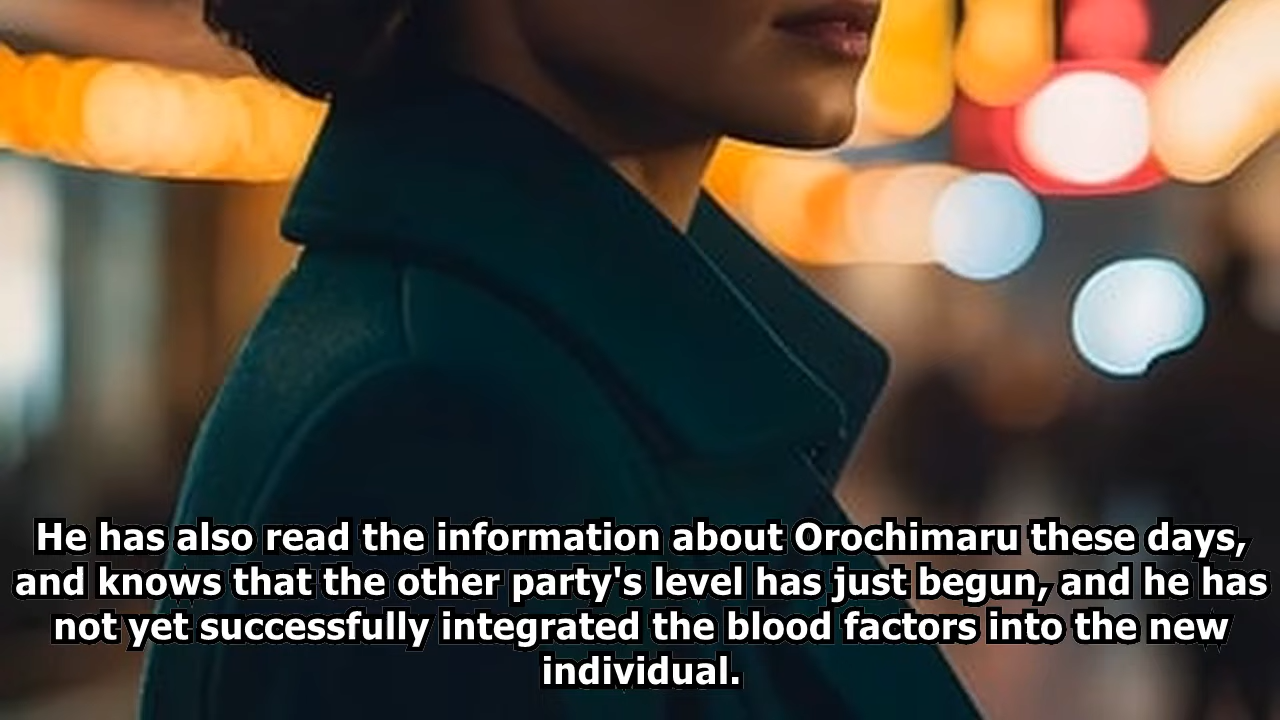 He has also read the information about Orochimaru these days,
and knows that the other party's level has just begun, and he has
not yet successfully integrated the blood factors into the new
individual.